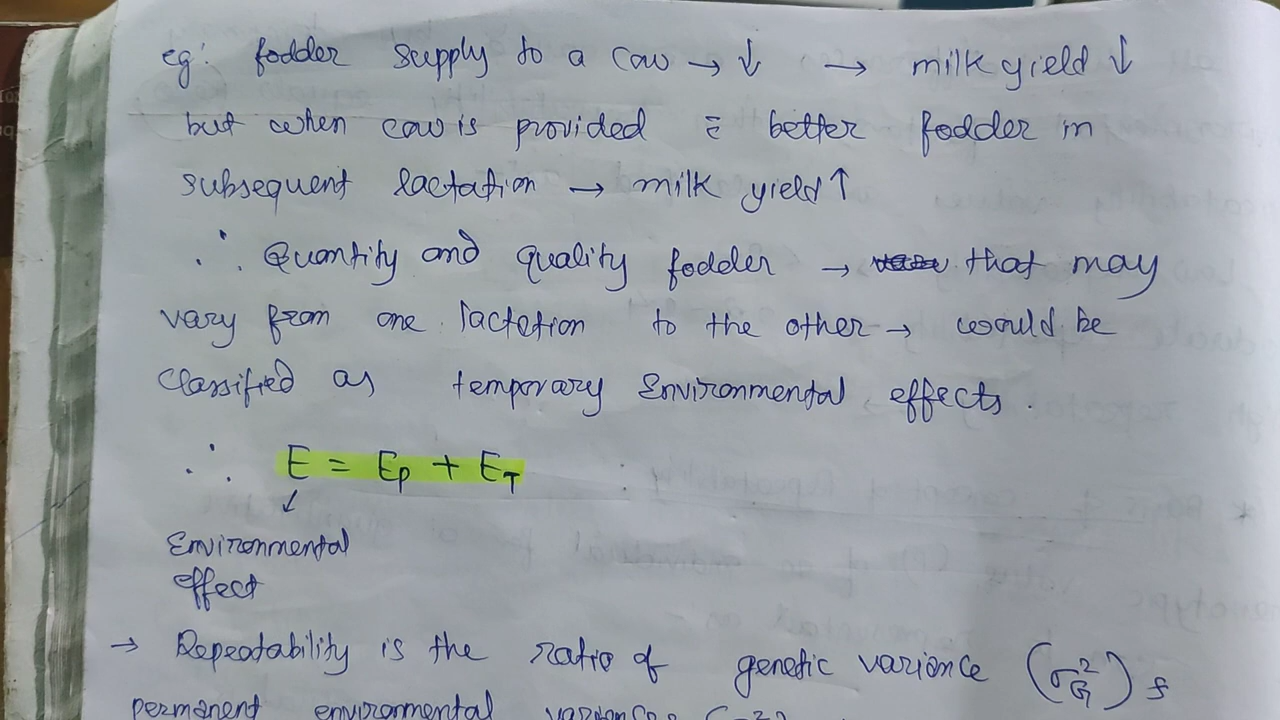 eg: fodder supply to a cow → ↓ → milk yield ↓
but when cow is provided c̄ better fodder in
subsequent lactation → milk yield ↑
∴ Quantity and quality fodder → that may
vary from one lactation to the other → would be
classified as temporary Environmental effects.
∴ E = Ep + ET
↓
Environmental
effect
→ Repeatability is the ratio of genetic variance (σ²G) &
permanent environmental variance